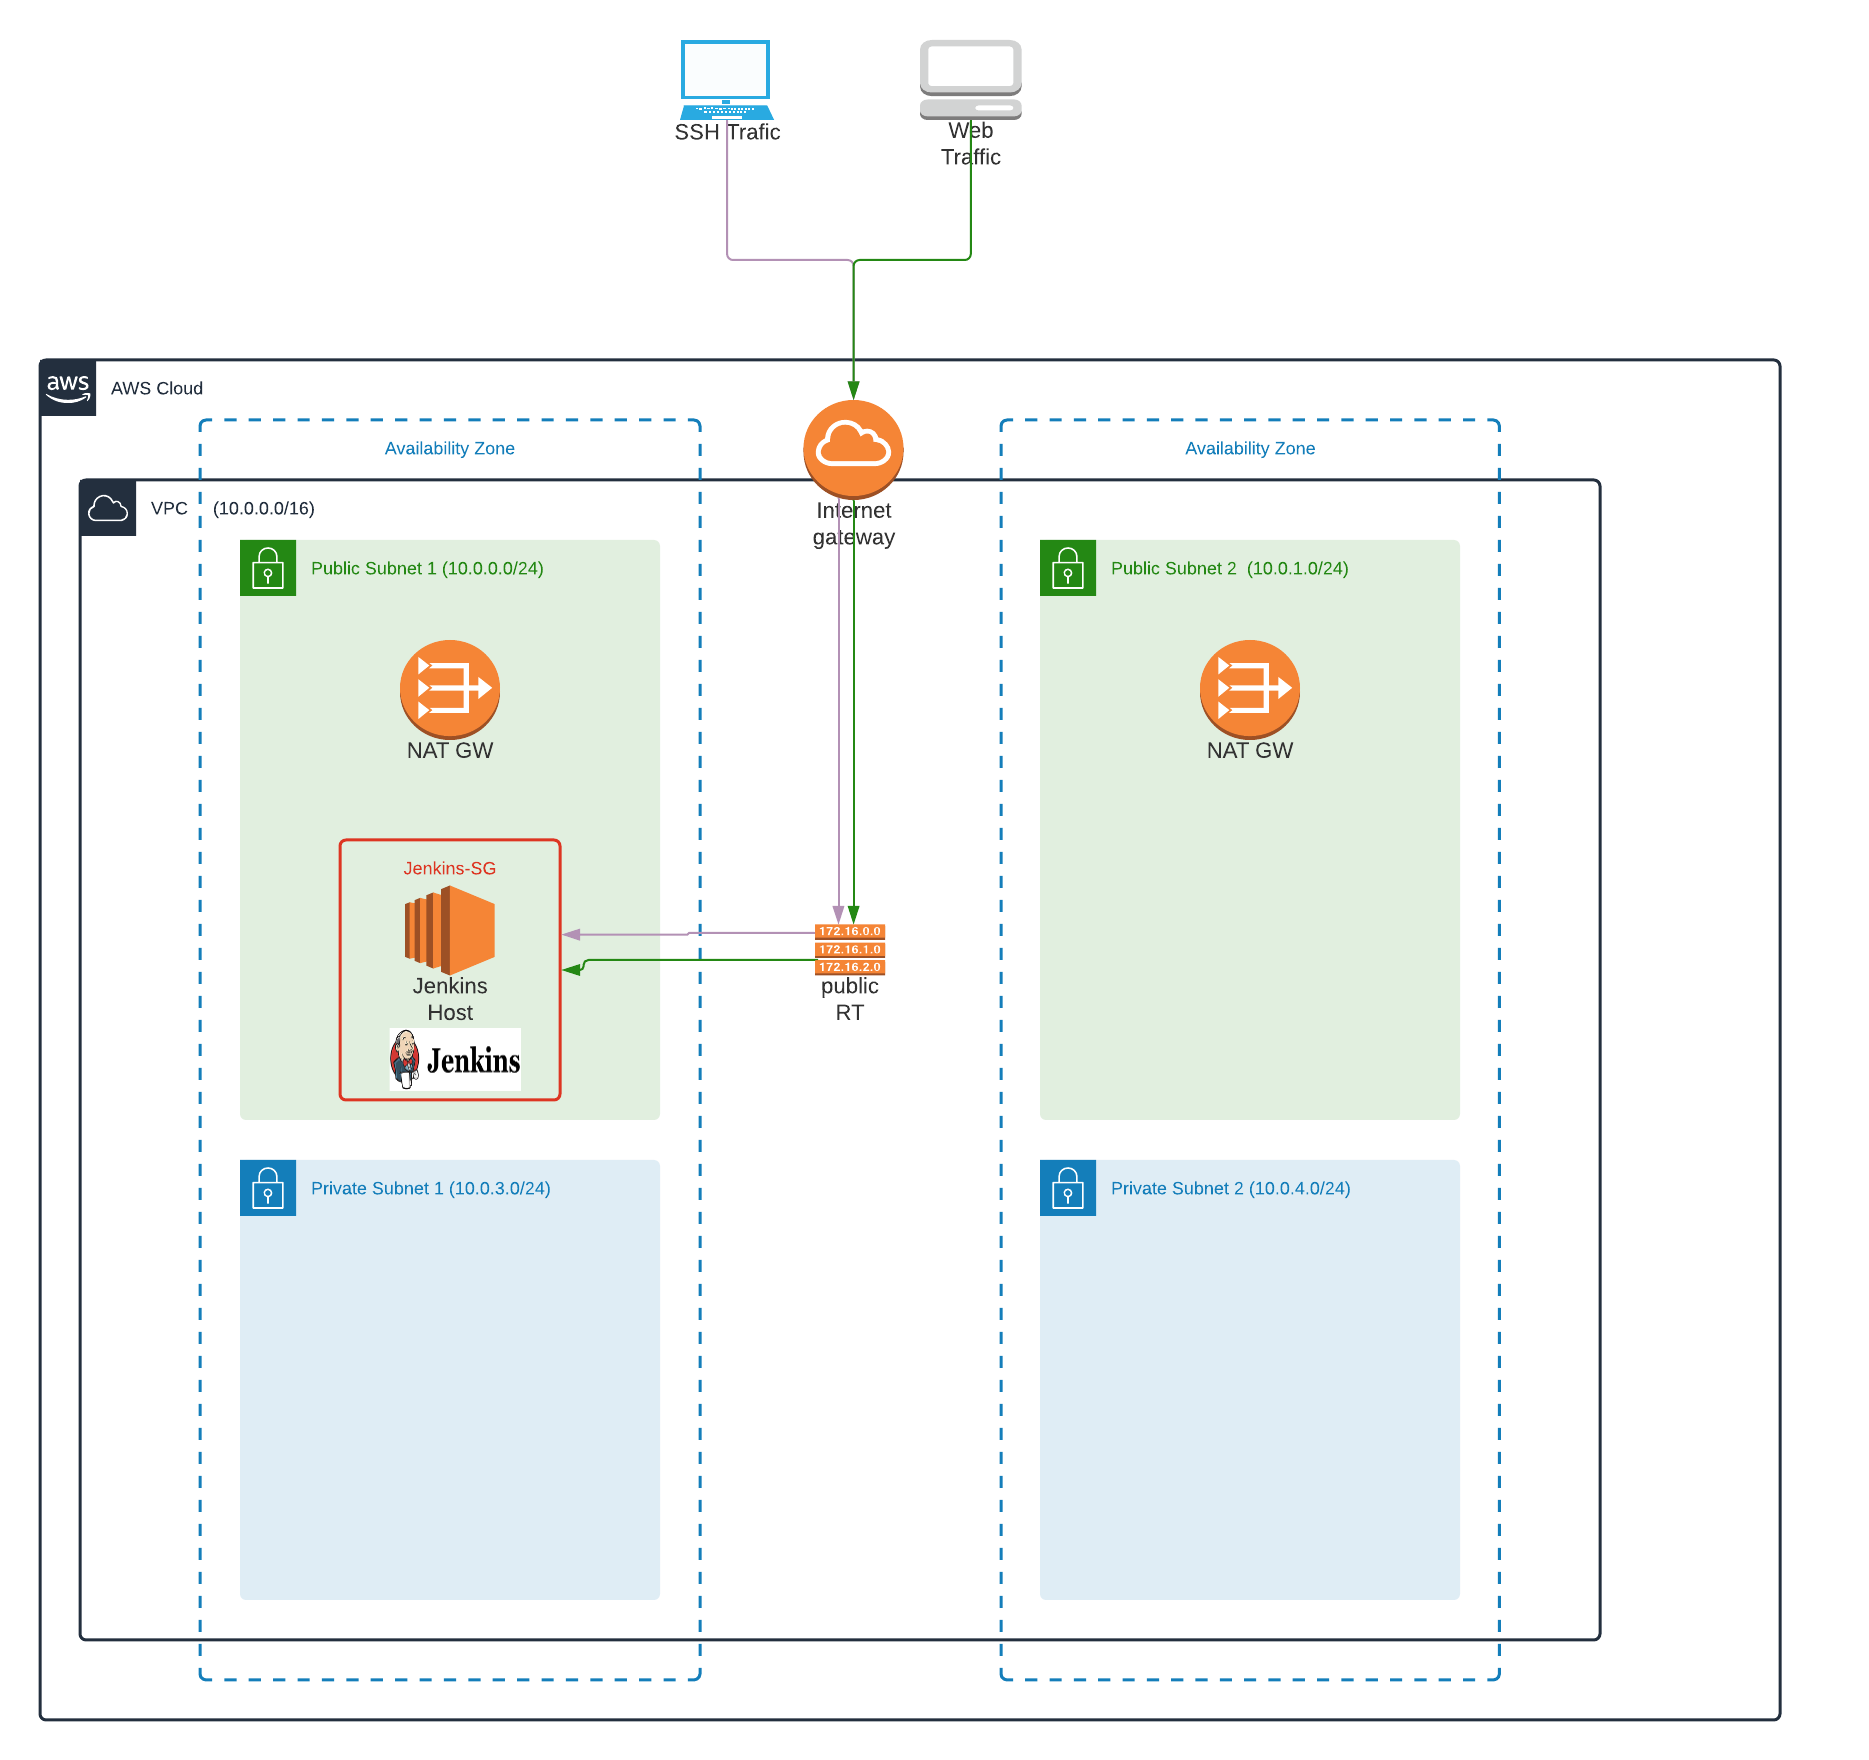 SSH Trafic
Web
Traffic
aws
AWS Cloud
Availability Zone
Availability Zone
VPC (10.0.0.0/16)
Internet
gateway
Public Subnet 1 (10.0.0.0/24)
Public Subnet 2 (10.0.1.0/24)
NAT GW
NAT GW
Jenkins-SG
172.16.0.0
172.16.1.0
172.16.2.0
public
RT
Jenkins
Host
Jenkins
Private Subnet 1 (10.0.3.0/24)
Private Subnet 2 (10.0.4.0/24)